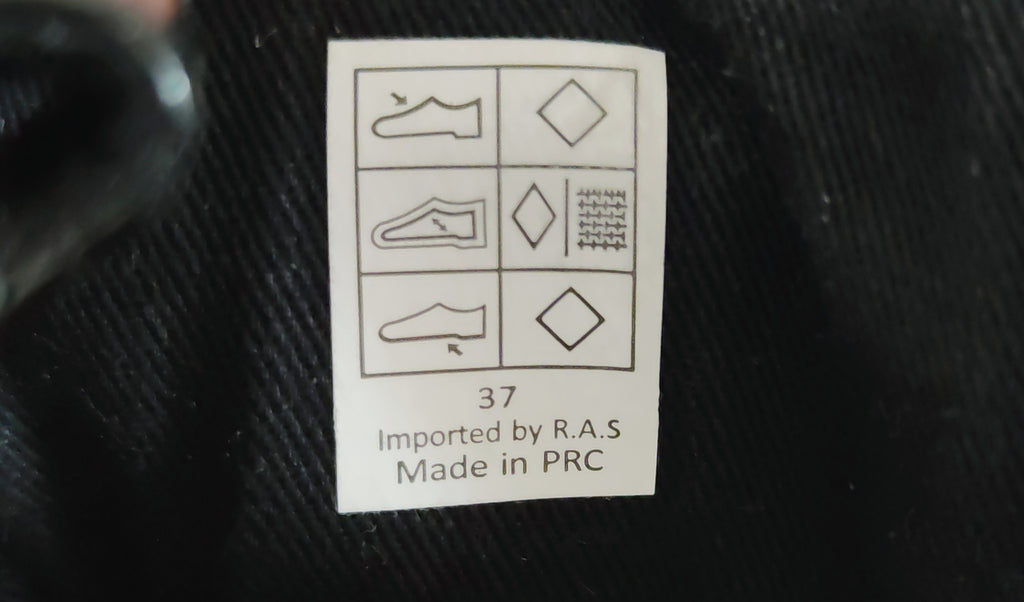 37
Imported by R.A.S
Made in PRC